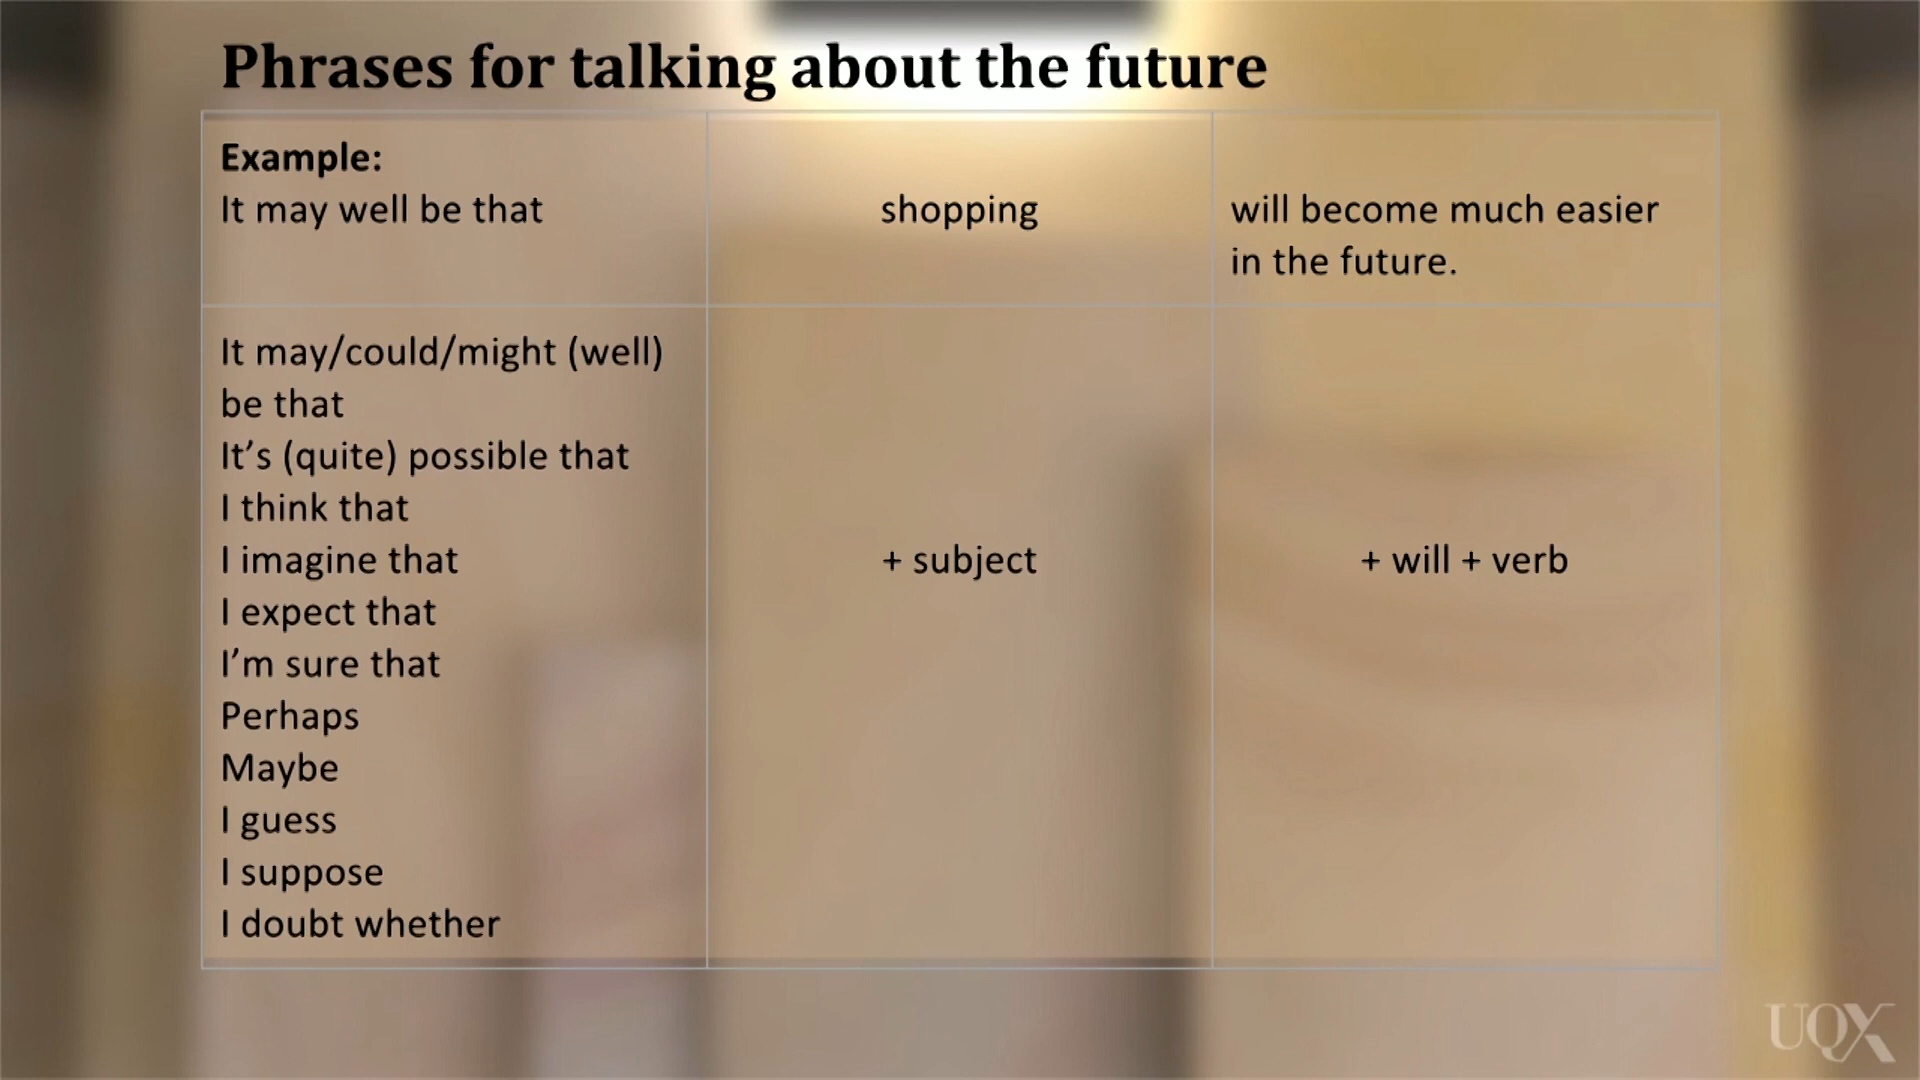 Phrases for talking about the future
Example:
It may well be that
shopping
will become much easier
in the future.
It may/could/might (well)
be that
It’s (quite) possible that
I think that
I imagine that
I expect that
I’m sure that
Perhaps
Maybe
I guess
I suppose
I doubt whether
+ subject
+ will + verb
UQX